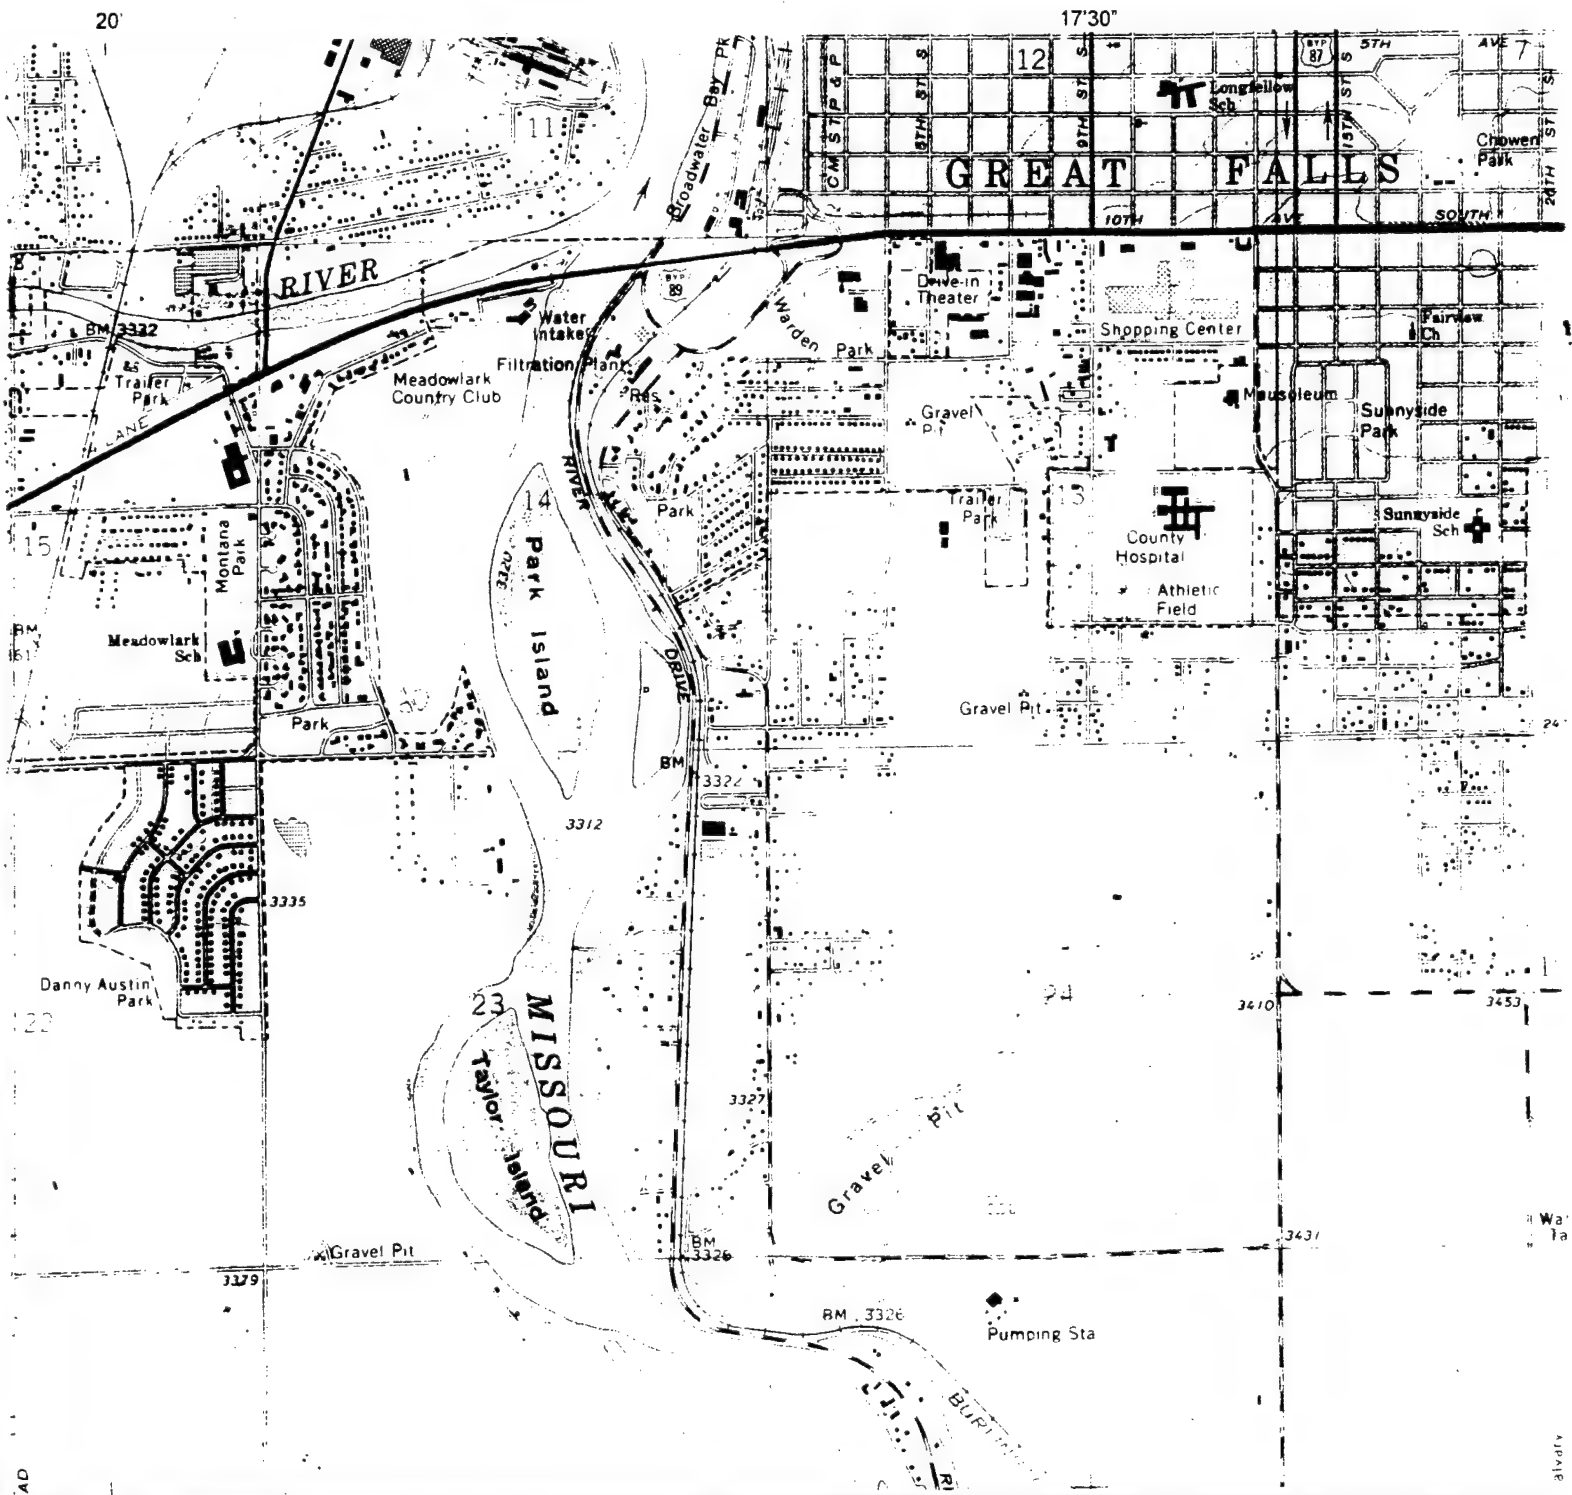 20'
17'30"
BYP
87
5TH
AVE
7
12
11
Broadwater Bay Pk
C M S T P & P
5TH ST S
9TH ST S
15TH ST S
20TH ST S
Longfellow
Sch
Chowen
Park
GREAT FALLS
10TH
AVE
SOUTH
RIVER
BYP
89
BM 3332
Water
Intake
Filtration Plant
Res
Warden
Park
Drive-in
Theater
Shopping Center
Fairview
Ch
Trailer
Park
LANE
Meadowlark
Country Club
Gravel
Pit
Mausoleum
Sunnyside
Park
RIVER
14
Park
Trailer
Park
13
Sunnyside
Sch
15
Montana
Park
3320
Park Island
County
Hospital
Athletic
Field
BM
Meadowlark
Sch
DRIVE
Park
Gravel Pit
24
BM
3322
3312
3335
Danny Austin
Park
22
23
24
3410
3453
MISSOURI
Taylor Island
3327
Gravel Pit
3431
BM
3326
Gravel Pit
3379
BM 3326
Pumping Sta